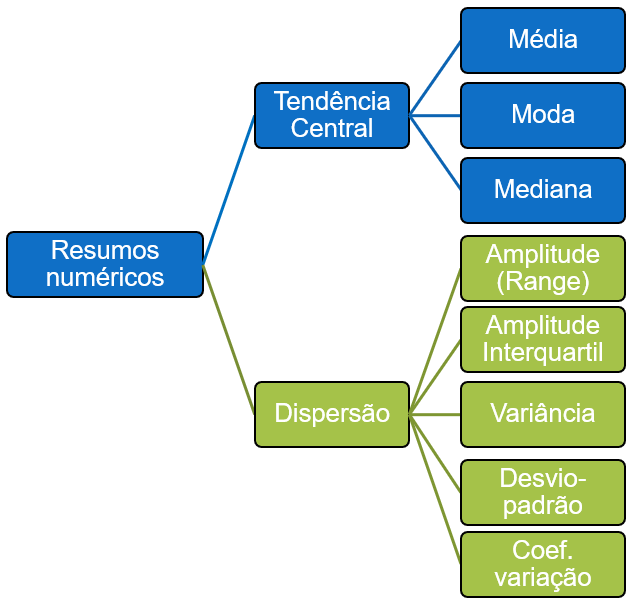 Média
Tendência
Central
Moda
Mediana
Resumos
numéricos
Amplitude
(Range)
Amplitude
Interquartil
Dispersão
Variância
Desvio-
padrão
Coef.
variação